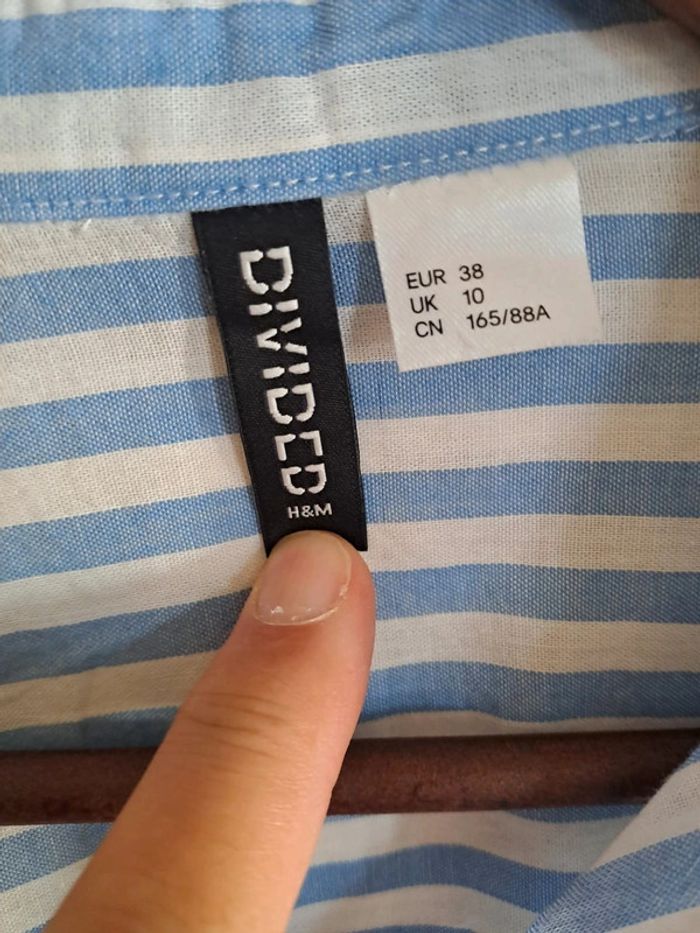 DIVIDED
H&M
EUR 38
UK 10
CN 165/88A